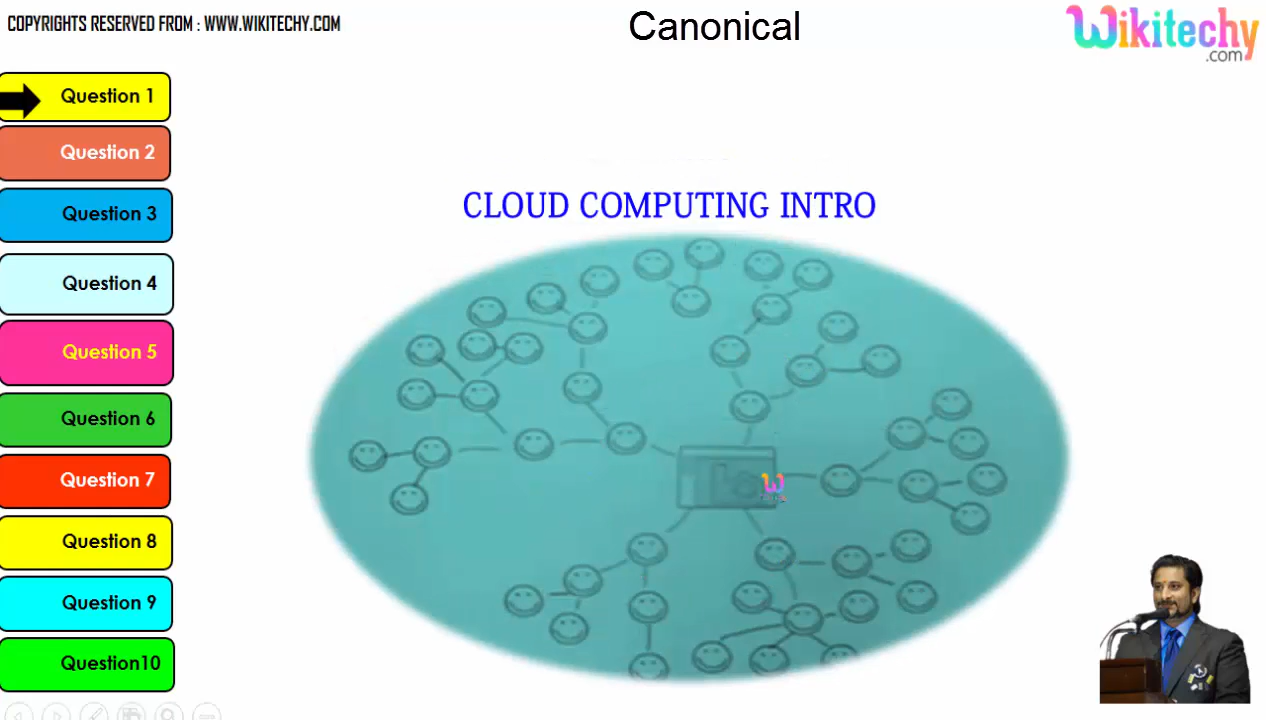 COPYRIGHTS RESERVED FROM : WWW.WIKITECHY.COM
Canonical
Wikitechy
.com
Question 1
Question 2
Question 3
Question 4
Question 5
Question 6
Question 7
Question 8
Question 9
Question10
CLOUD COMPUTING INTRO
W